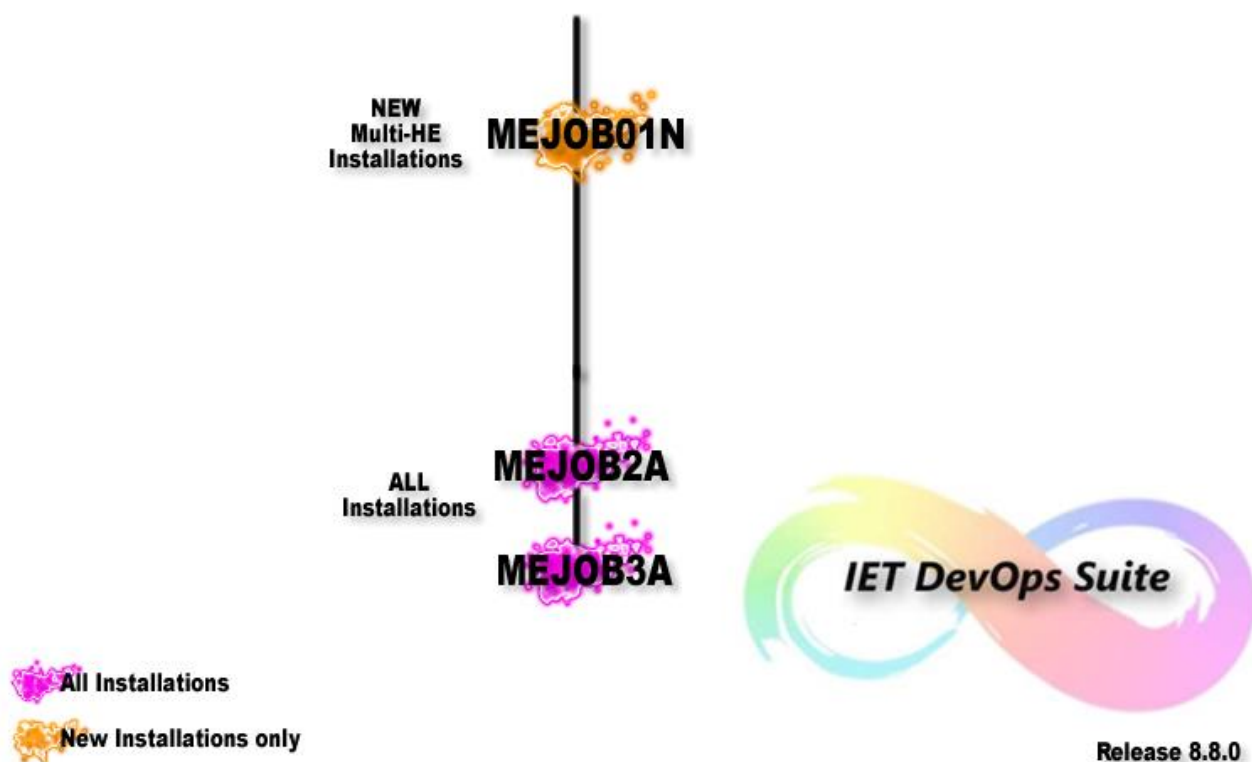 NEW
Multi-HE
Installations
MEJOB01N
MEJOB2A
ALL
Installations
MEJOB3A
IET DevOps Suite
All Installations
New Installations only
Release 8.8.0